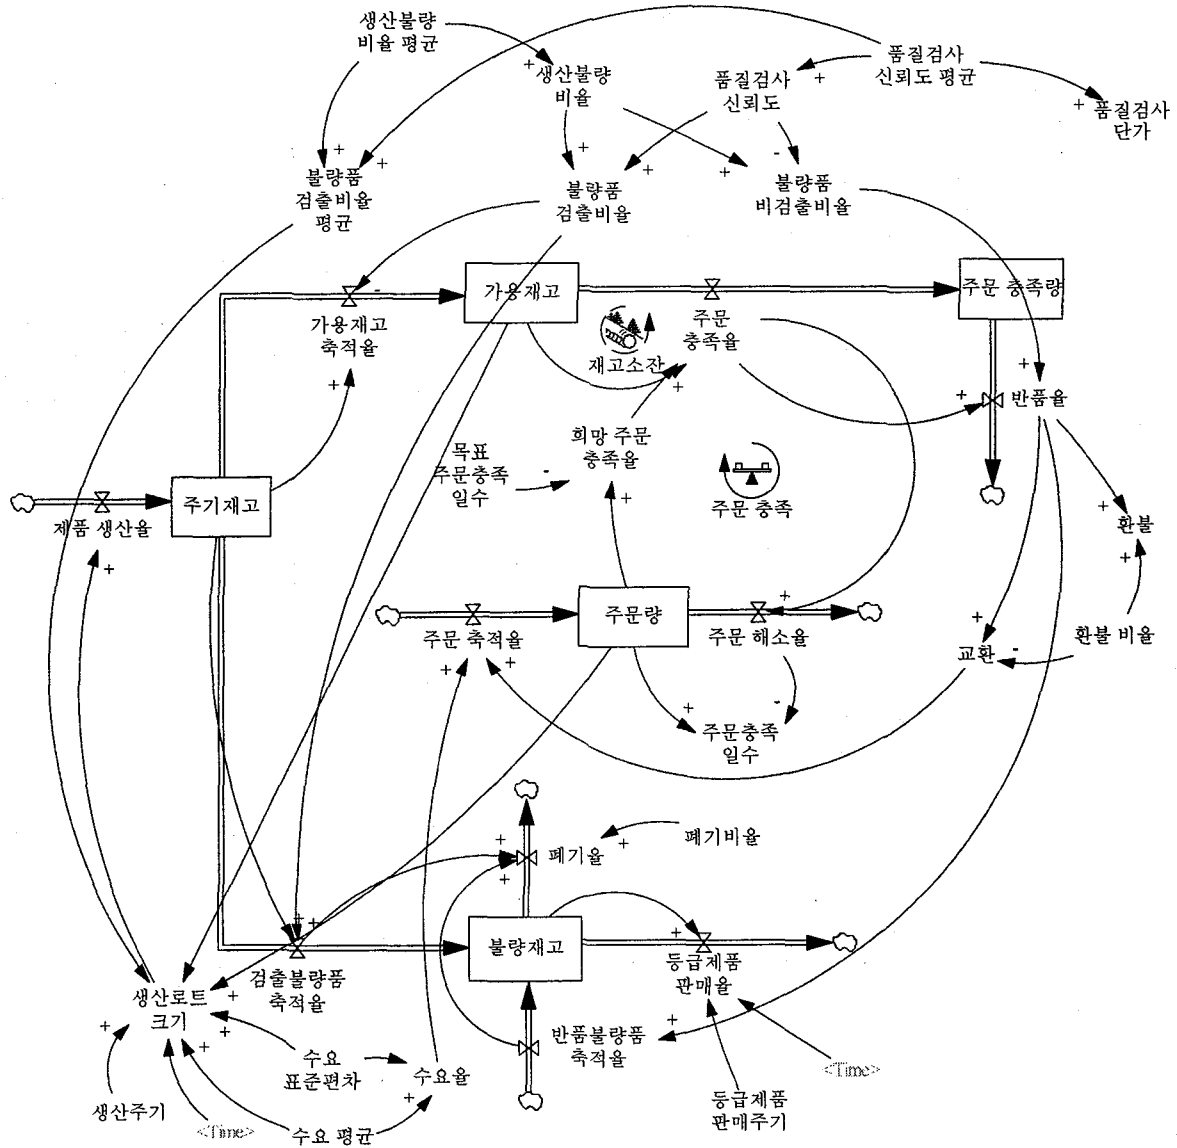 생산불량
비율 평균
생산불량
비율
품질검사
신뢰도
품질검사
신뢰도 평균
품질검사
단가
불량품
검출비율
평균
불량품
검출비율
불량품
비검출비율
가용재고
주문 충족량
가용재고
축적율
재고소잔
주문
충족율
반품율
목표
주문충족
일수
희망 주문
충족율
주문 충족
주기재고
제품 생산율
환불
주문량
주문 축적율
주문 해소율
교환
환불 비율
주문충족
일수
폐기율
폐기비율
불량재고
검출불량품
축적율
등급제품
판매율
생산로트
크기
반품불량품
축적율
수요
표준편차
수요율
<Time>
생산주기
<Time>
수요 평균
등급제품
판매주기